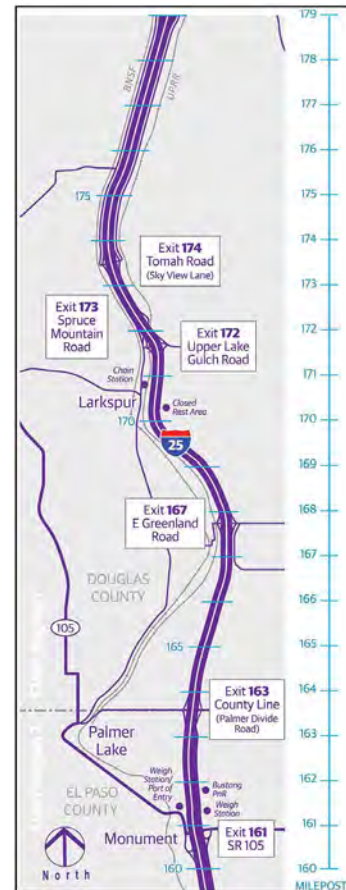 BNSF
UPRR
179
178
177
176
175
175
174
Exit 174
Tomah Road
(Sky View Lane)
173
Exit 173
Spruce
Mountain
Road
172
Exit 172
Upper Lake
Gulch Road
Chain
Station
171
Larkspur
Closed
Rest Area
170
170
25
169
168
Exit 167
E Greenland
Road
167
DOUGLAS
COUNTY
166
105
165
165
164
Exit 163
County Line
(Palmer Divide
Road)
163
Palmer
Lake
Weigh
Station/
Port of
Entry
162
Bustang
PnR
EL PASO
COUNTY
Weigh
Station
161
Monument
Exit 161
SR 105
North
160
160
MILEPOST